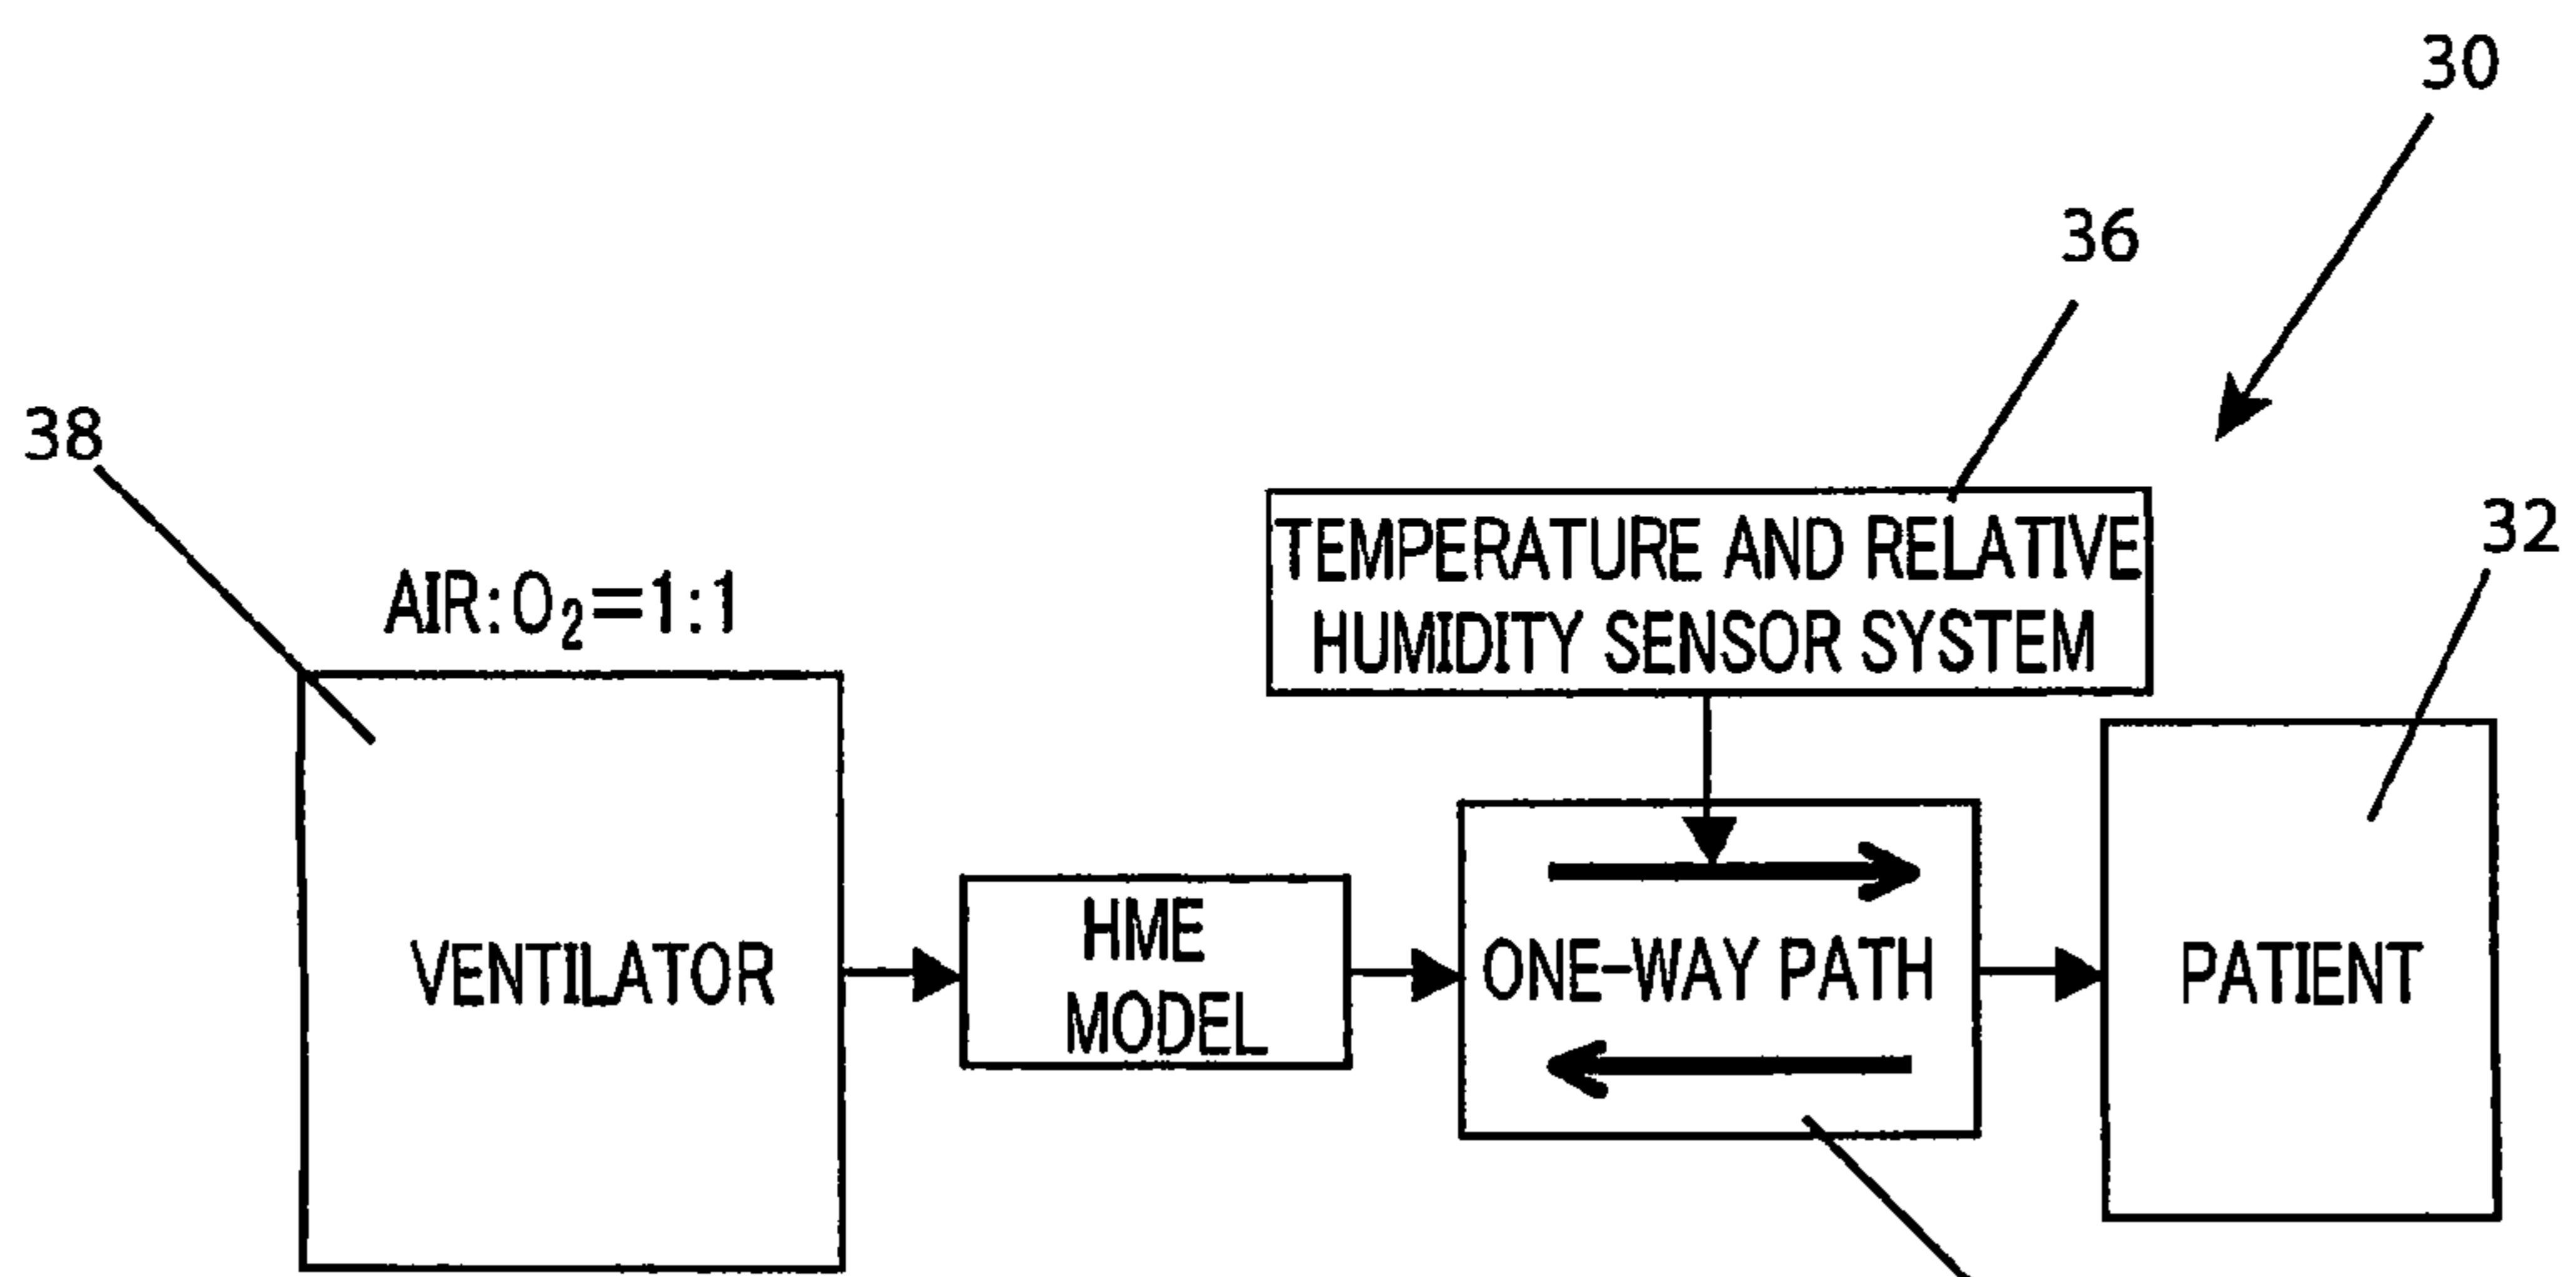 30
36
38
32
TEMPERATURE AND RELATIVE
HUMIDITY SENSOR SYSTEM
AIR:O₂=1:1
VENTILATOR
HME
MODEL
ONE-WAY PATH
PATIENT